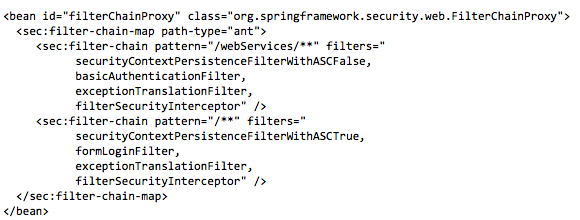 <bean id="filterChainProxy" class="org.springframework.security.web.FilterChainProxy">
  <sec:filter-chain-map path-type="ant">
     <sec:filter-chain pattern="/webServices/**" filters="
           securityContextPersistenceFilterWithASCFalse,
           basicAuthenticationFilter,
           exceptionTranslationFilter,
           filterSecurityInterceptor" />
     <sec:filter-chain pattern="/**" filters="
           securityContextPersistenceFilterWithASCTrue,
           formLoginFilter,
           exceptionTranslationFilter,
           filterSecurityInterceptor" />
  </sec:filter-chain-map>
</bean>